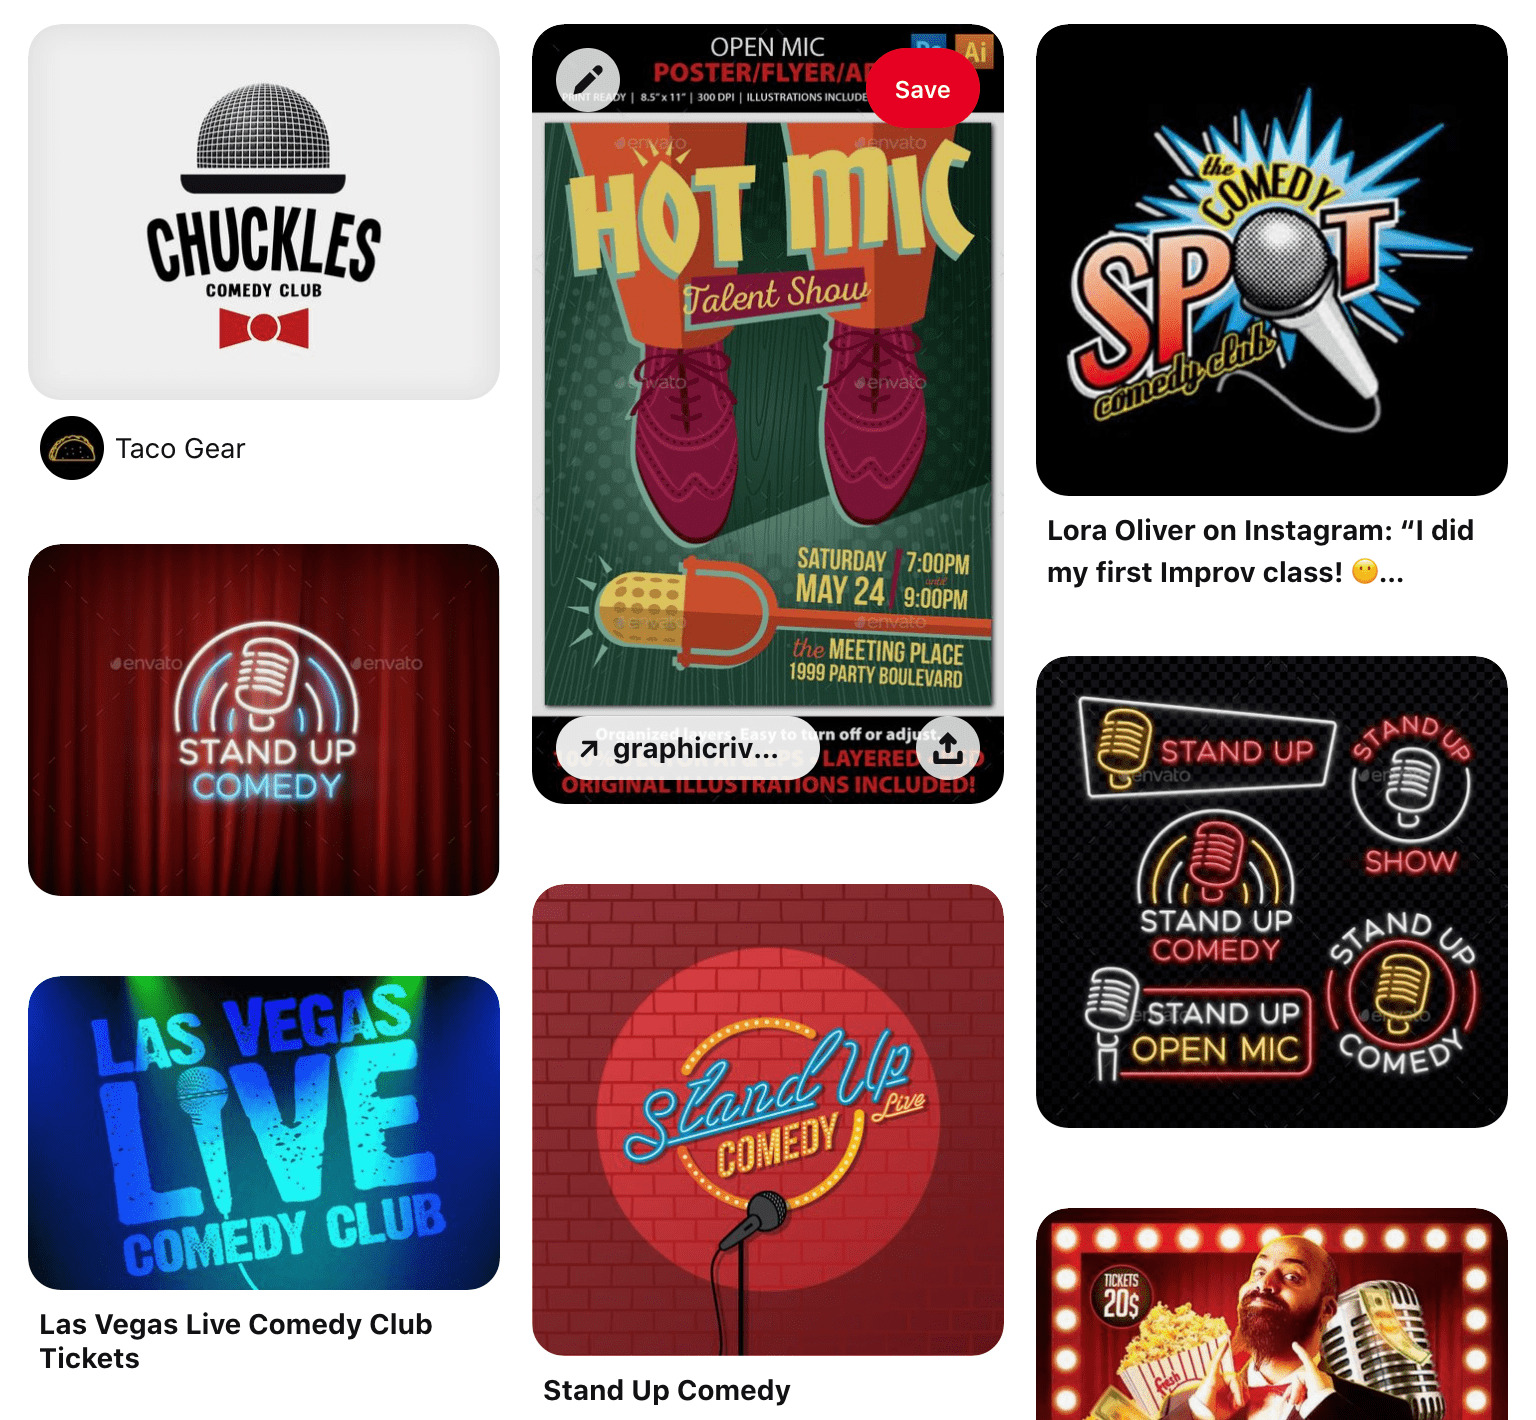 CHUCKLES
COMEDY CLUB
Taco Gear
envato
envato
STAND UP
COMEDY
LAS VEGAS
LIVE
COMEDY CLUB
Las Vegas Live Comedy Club
Tickets
OPEN MIC
Ai
POSTER/FLYER/
Save
PRINT READY | 8.5" x 11" | 300 DPI | ILLUSTRATIONS INCLUDE
envato
envato
HOT MIC
Talent Show
envato
envato
SATURDAY
MAY 24
7:00PM
until
9:00PM
envato
envato
the MEETING PLACE
1999 PARTY BOULEVARD
Organized layers. Easy to turn off or adjust.
graphicriv...
LAYERED
ORIGINAL ILLUSTRATIONS INCLUDED!
Stand Up
Live
COMEDY
Stand Up Comedy
the
COMEDY
SPOT
comedy club
Lora Oliver on Instagram: “I did
my first Improv class! 😶...
STAND UP
envato
STAND UP
SHOW
STAND UP
COMEDY
STAND UP
OPEN MIC
STAND UP
envato
COMEDY
TICKETS
20$
fresh